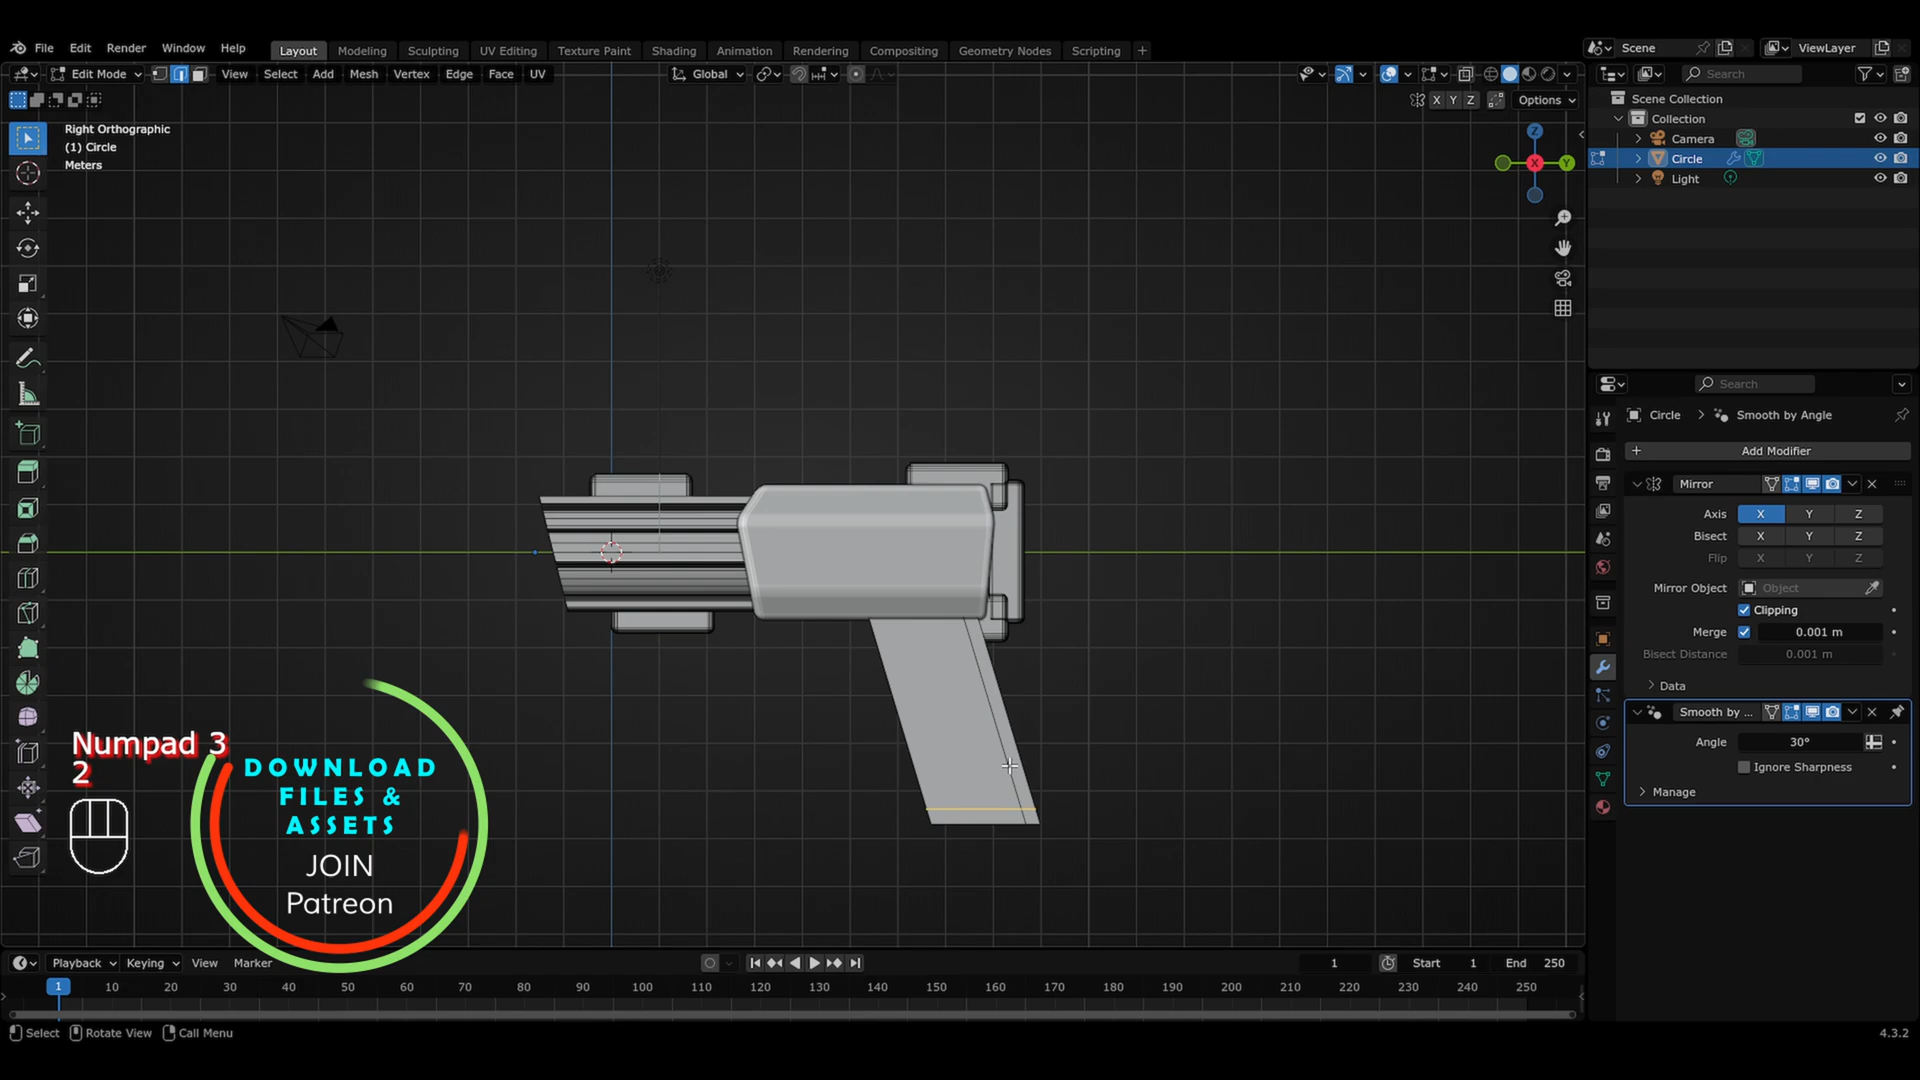 File Edit Render Window Help Layout Modeling Sculpting UV Editing Texture Paint Shading Animation Rendering Compositing Geometry Nodes Scripting + Scene ViewLayer
Edit Mode View Select Add Mesh Vertex Edge Face UV Global Search
X Y Z Options
Scene Collection
Collection
Camera
Circle
Light
Right Orthographic
(1) Circle
Meters
Z
X Y
Search
Circle > Smooth by Angle
+ Add Modifier
Mirror
Axis X Y Z
Bisect X Y Z
Flip X Y Z
Mirror Object Object
Clipping
Merge 0.001 m
Bisect Distance 0.001 m
Data
Smooth by ...
Angle 30°
Ignore Sharpness
Manage
Numpad 3
2
DOWNLOAD
FILES &
ASSETS
JOIN
Patreon
Playback Keying View Marker 1 Start 1 End 250
1 10 20 30 40 50 60 70 80 90 100 110 120 130 140 150 160 170 180 190 200 210 220 230 240 250
Select Rotate View Call Menu 4.3.2